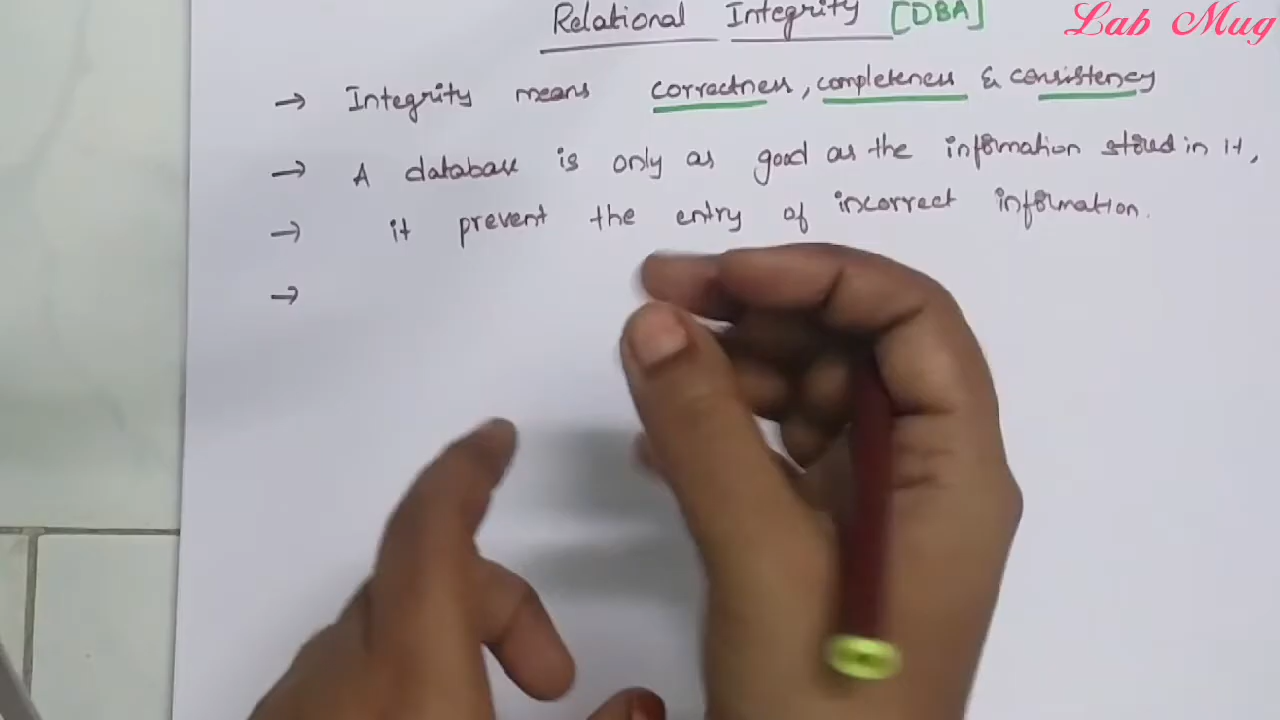 Relational Integrity [DBA]
Lab Mug
→ Integrity means correctness, completeness & consistency
→ A database is only as good as the information stored in it,
→ it prevent the entry of incorrect information.
→